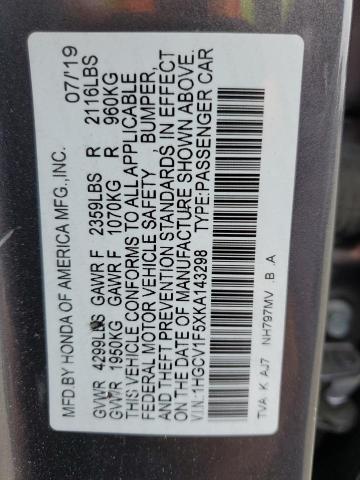 MFD.BY HONDA OF AMERICA MFG.,INC. 07/'19
GVWR 4299LBS GAWR F 2359LBS R 2116LBS
GVWR 1950KG GAWR F 1070KG R 960KG
THIS VEHICLE CONFORMS TO ALL APPLICABLE
FEDERAL MOTOR VEHICLE SAFETY, BUMPER,
AND THEFT PREVENTION STANDARDS IN EFFECT
ON THE DATE OF MANUFACTURE SHOWN ABOVE.
V.I.N:1HGCV1F5XKA143298 TYPE:PASSENGER CAR
TVA K AJ7 NH797MV .B .A